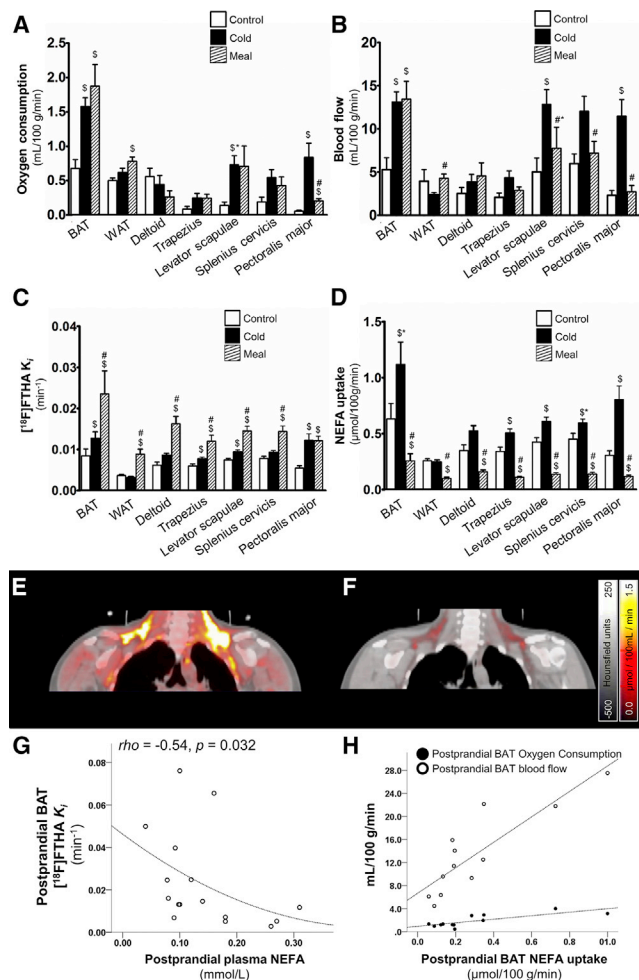 A
Control
Cold
Meal
Oxygen consumption
(mL/100 g/min)
2.5
2.0
1.5
1.0
0.5
0.0
$
$
$
$*
$
#
$
BAT
WAT
Deltoid
Trapezius
Levator scapulae
Splenius cervicis
Pectoralis major
B
Control
Cold
Meal
Blood flow
(mL/100 g/min)
20
15
10
5
0
$
$
#
$
#*
$
#
$
#
BAT
WAT
Deltoid
Trapezius
Levator scapulae
Splenius cervicis
Pectoralis major
C
Control
Cold
Meal
[18F]FTHA Ki
(min-1)
0.04
0.03
0.02
0.01
0.00
$
#
$
#
$
#
$
$
#
$
$
#
$
#
$
$
$
BAT
WAT
Deltoid
Trapezius
Levator scapulae
Splenius cervicis
Pectoralis major
D
Control
Cold
Meal
NEFA uptake
(µmol/100g/min)
1.5
1.0
0.5
0.0
$*
#
$
#
$
#
$
$
#
$
$
#
$
$*
#
$
$
#
$
BAT
WAT
Deltoid
Trapezius
Levator scapulae
Splenius cervicis
Pectoralis major
E
F
-500 Hounsfield units 250
0.0 µmol / 100mL / min 1.5
G
rho = -0.54, p = 0.032
Postprandial BAT
[18F]FTHA Ki
(min-1)
0.08
0.06
0.04
0.02
0.00
0.00 0.10 0.20 0.30
Postprandial plasma NEFA
(mmol/L)
H
Postprandial BAT Oxygen Consumption
Postprandial BAT blood flow
mL/100 g/min
28.0
24.0
20.0
16.0
12.0
8.0
4.0
.0
0.0 0.2 0.4 0.6 0.8 01.0
Postprandial BAT NEFA uptake
(µmol/100 g/min)